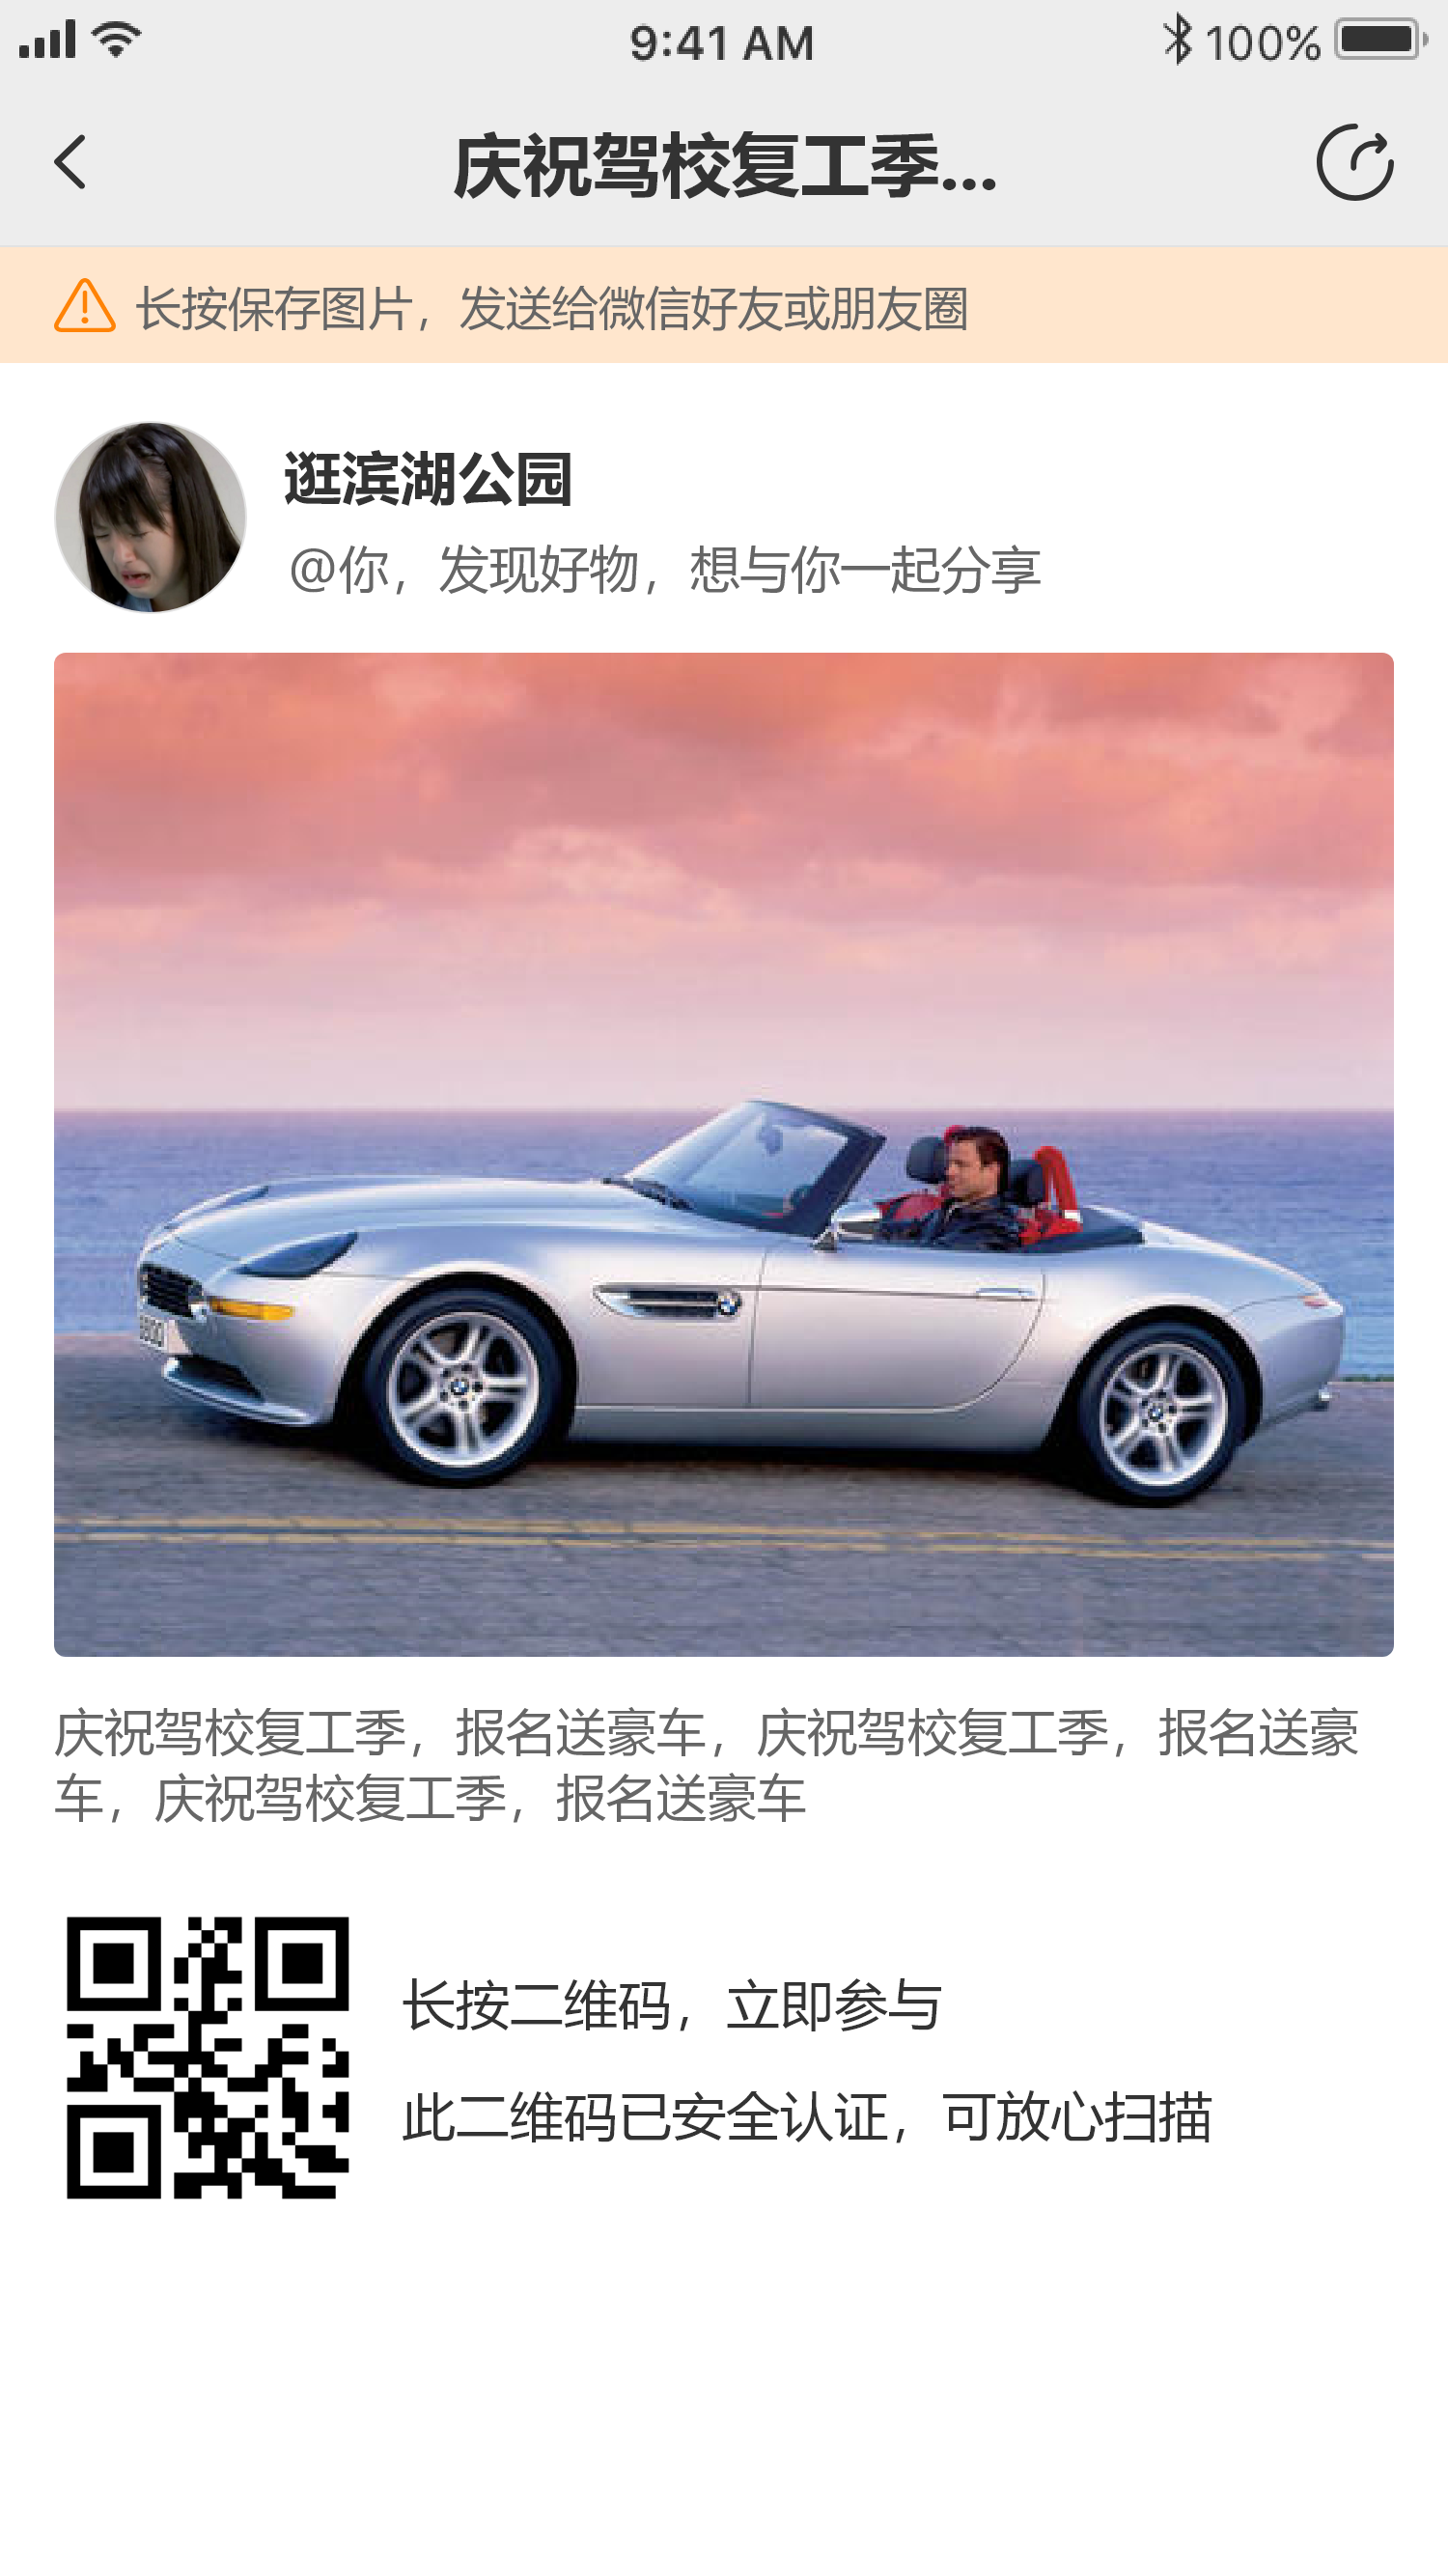 9:41 AM
100%
庆祝驾校复工季...
长按保存图片，发送给微信好友或朋友圈
逛滨湖公园
@你，发现好物，想与你一起分享
庆祝驾校复工季，报名送豪车，庆祝驾校复工季，报名送豪
车，庆祝驾校复工季，报名送豪车
长按二维码，立即参与
此二维码已安全认证，可放心扫描